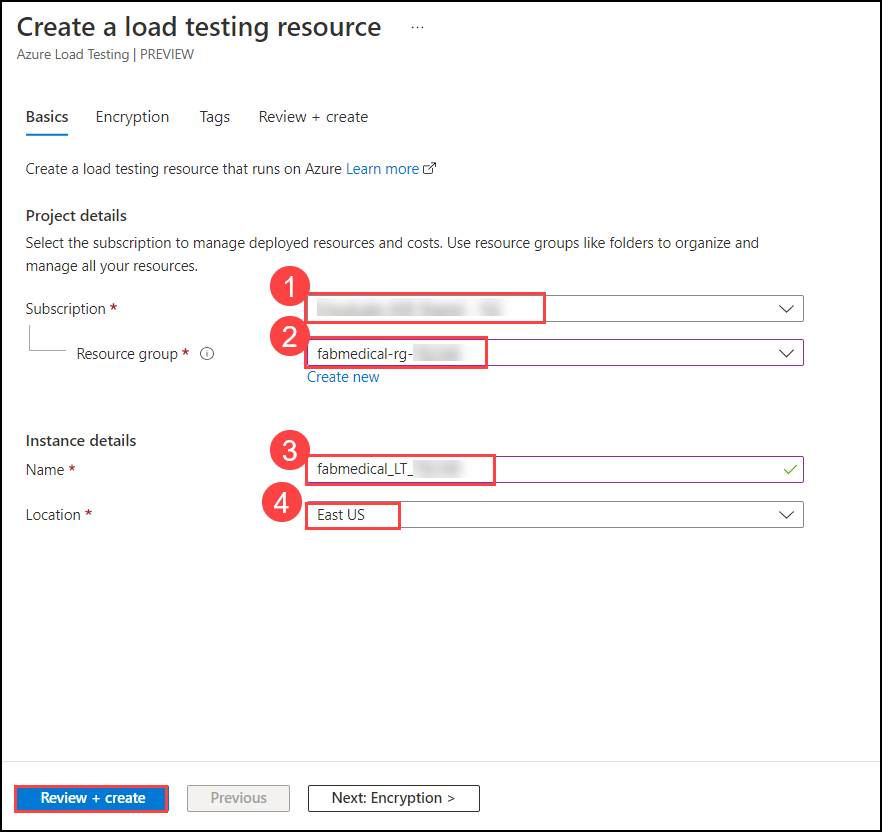 Create a load testing resource ...
Azure Load Testing | PREVIEW
Basics Encryption Tags Review + create
Create a load testing resource that runs on Azure Learn more
Project details
Select the subscription to manage deployed resources and costs. Use resource groups like folders to organize and
manage all your resources.
1
Subscription *
2
Resource group * fabmedical-rg-
Create new
Instance details
3
Name * fabmedical_LT_
4
Location * East US
Review + create Previous Next: Encryption >